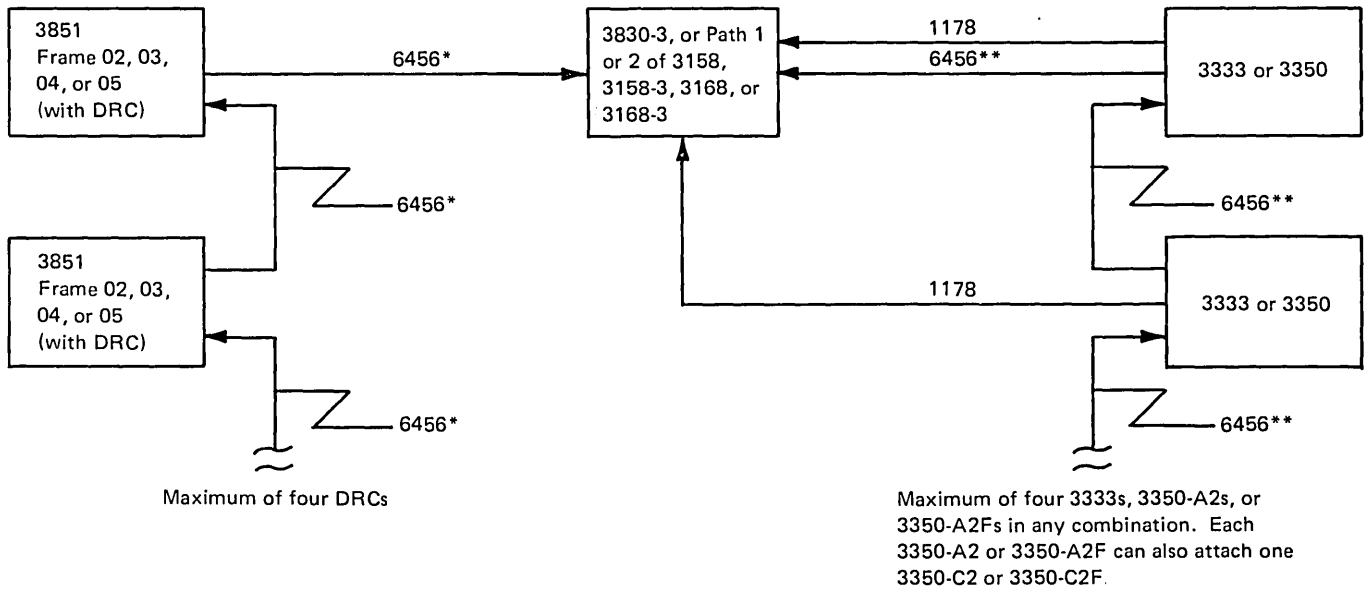 3851
Frame 02, 03,
04, or 05
(with DRC)
6456*
3830-3, or Path 1
or 2 of 3158,
3158-3, 3168, or
3168-3
1178
6456**
3333 or 3350
6456*
6456**
3851
Frame 02, 03,
04, or 05
(with DRC)
1178
3333 or 3350
6456*
6456**
Maximum of four DRCs
Maximum of four 3333s, 3350-A2s, or
3350-A2Fs in any combination. Each
3350-A2 or 3350-A2F can also attach one
3350-C2 or 3350-C2F.